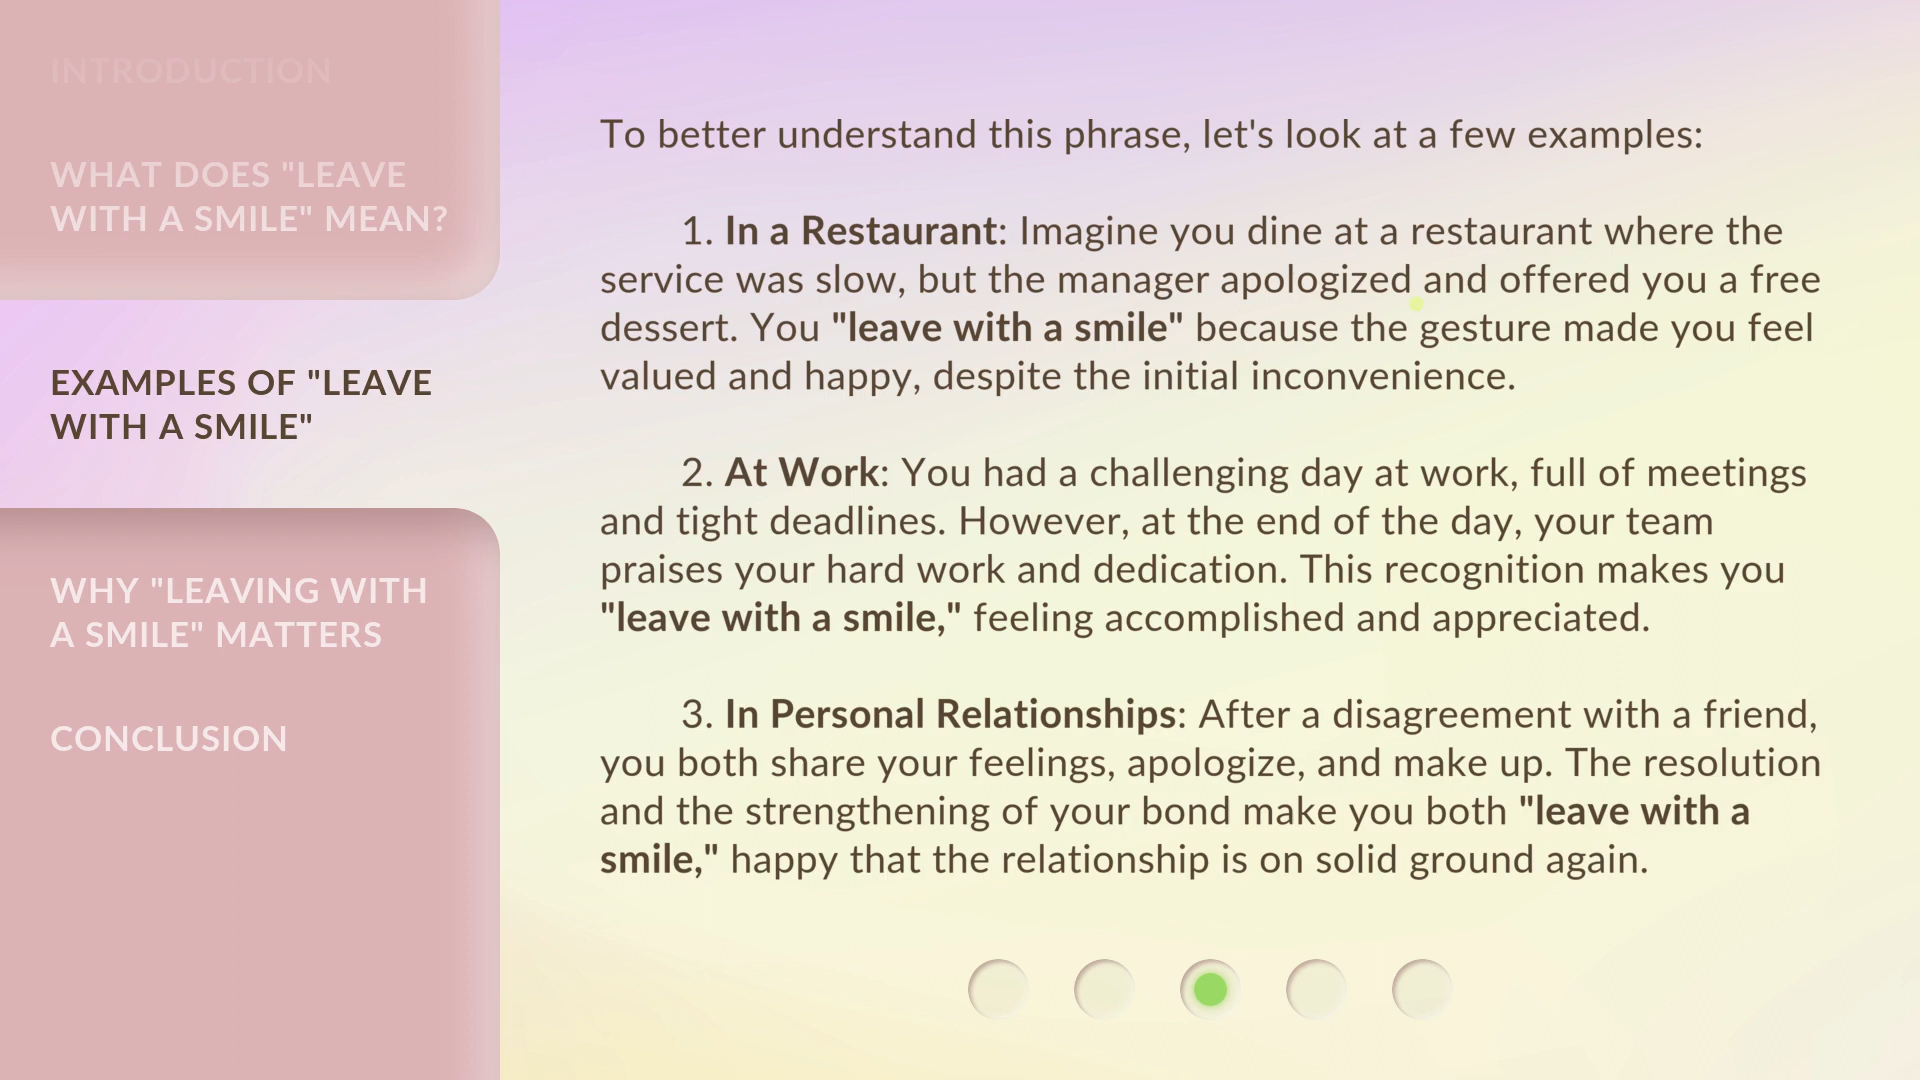 INTRODUCTION
WHAT DOES "LEAVE
WITH A SMILE" MEAN?
EXAMPLES OF "LEAVE
WITH A SMILE"
WHY "LEAVING WITH
A SMILE" MATTERS
CONCLUSION
To better understand this phrase, let's look at a few examples:
1. In a Restaurant: Imagine you dine at a restaurant where the
service was slow, but the manager apologized and offered you a free
dessert. You "leave with a smile" because the gesture made you feel
valued and happy, despite the initial inconvenience.
2. At Work: You had a challenging day at work, full of meetings
and tight deadlines. However, at the end of the day, your team
praises your hard work and dedication. This recognition makes you
"leave with a smile," feeling accomplished and appreciated.
3. In Personal Relationships: After a disagreement with a friend,
you both share your feelings, apologize, and make up. The resolution
and the strengthening of your bond make you both "leave with a
smile," happy that the relationship is on solid ground again.